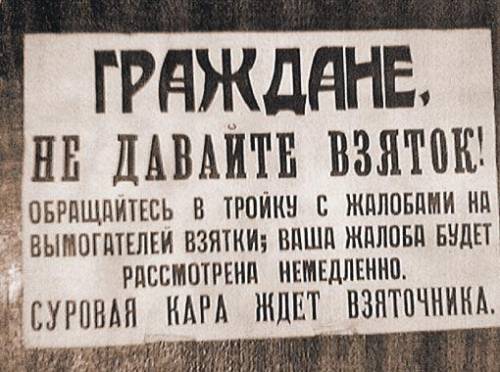 ГРАЖДАНЕ,
НЕ ДАВАЙТЕ ВЗЯТОК!
ОБРАЩАЙТЕСЬ В ТРОЙКУ С ЖАЛОБАМИ НА
ВЫМОГАТЕЛЕЙ ВЗЯТКИ; ВАША ЖАЛОБА БУДЕТ
РАССМОТРЕНА НЕМЕДЛЕННО.
СУРОВАЯ КАРА ЖДЕТ ВЗЯТОЧНИКА.